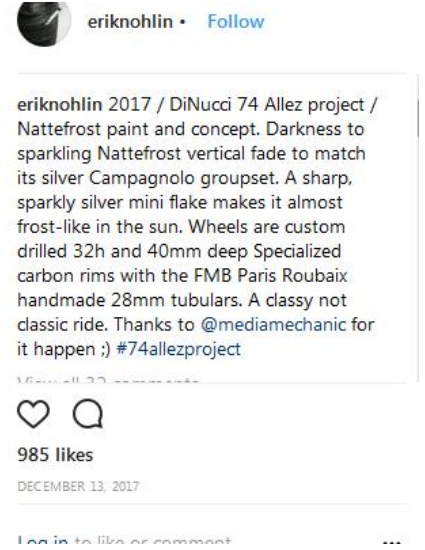 eriknohlin • Follow
eriknohlin 2017 / DiNucci 74 Allez project /
Nattefrost paint and concept. Darkness to
sparkling Nattefrost vertical fade to match
its silver Campagnolo groupset. A sharp,
sparkly silver mini flake makes it almost
frost-like in the sun. Wheels are custom
drilled 32h and 40mm deep Specialized
carbon rims with the FMB Paris Roubaix
handmade 28mm tubulars. A classy not
classic ride. Thanks to @mediamechanic for
it happen ;) #74allezproject
View all 32 comments
985 likes
DECEMBER 13, 2017
Log in to like or comment.